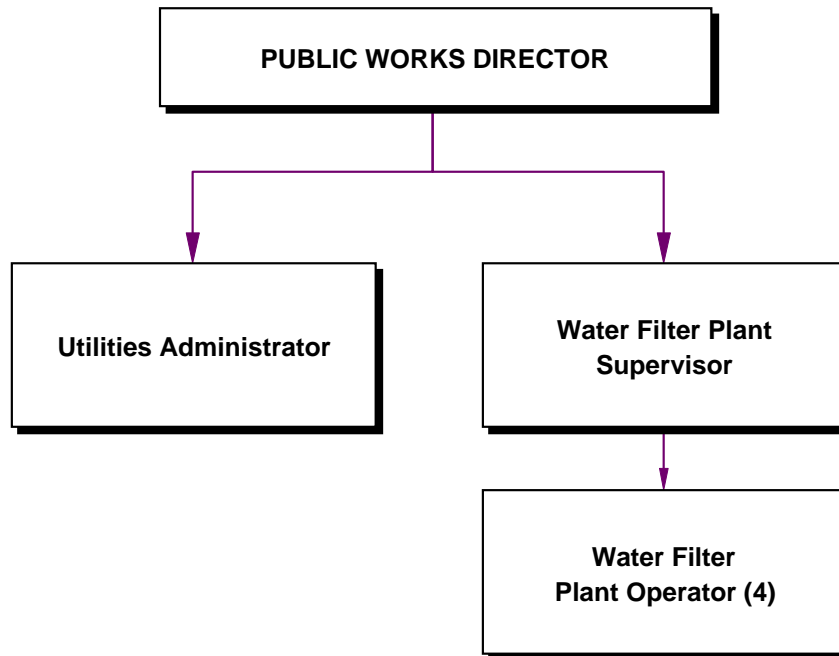 PUBLIC WORKS DIRECTOR
Utilities Administrator
Water Filter Plant
Supervisor
Water Filter
Plant Operator (4)